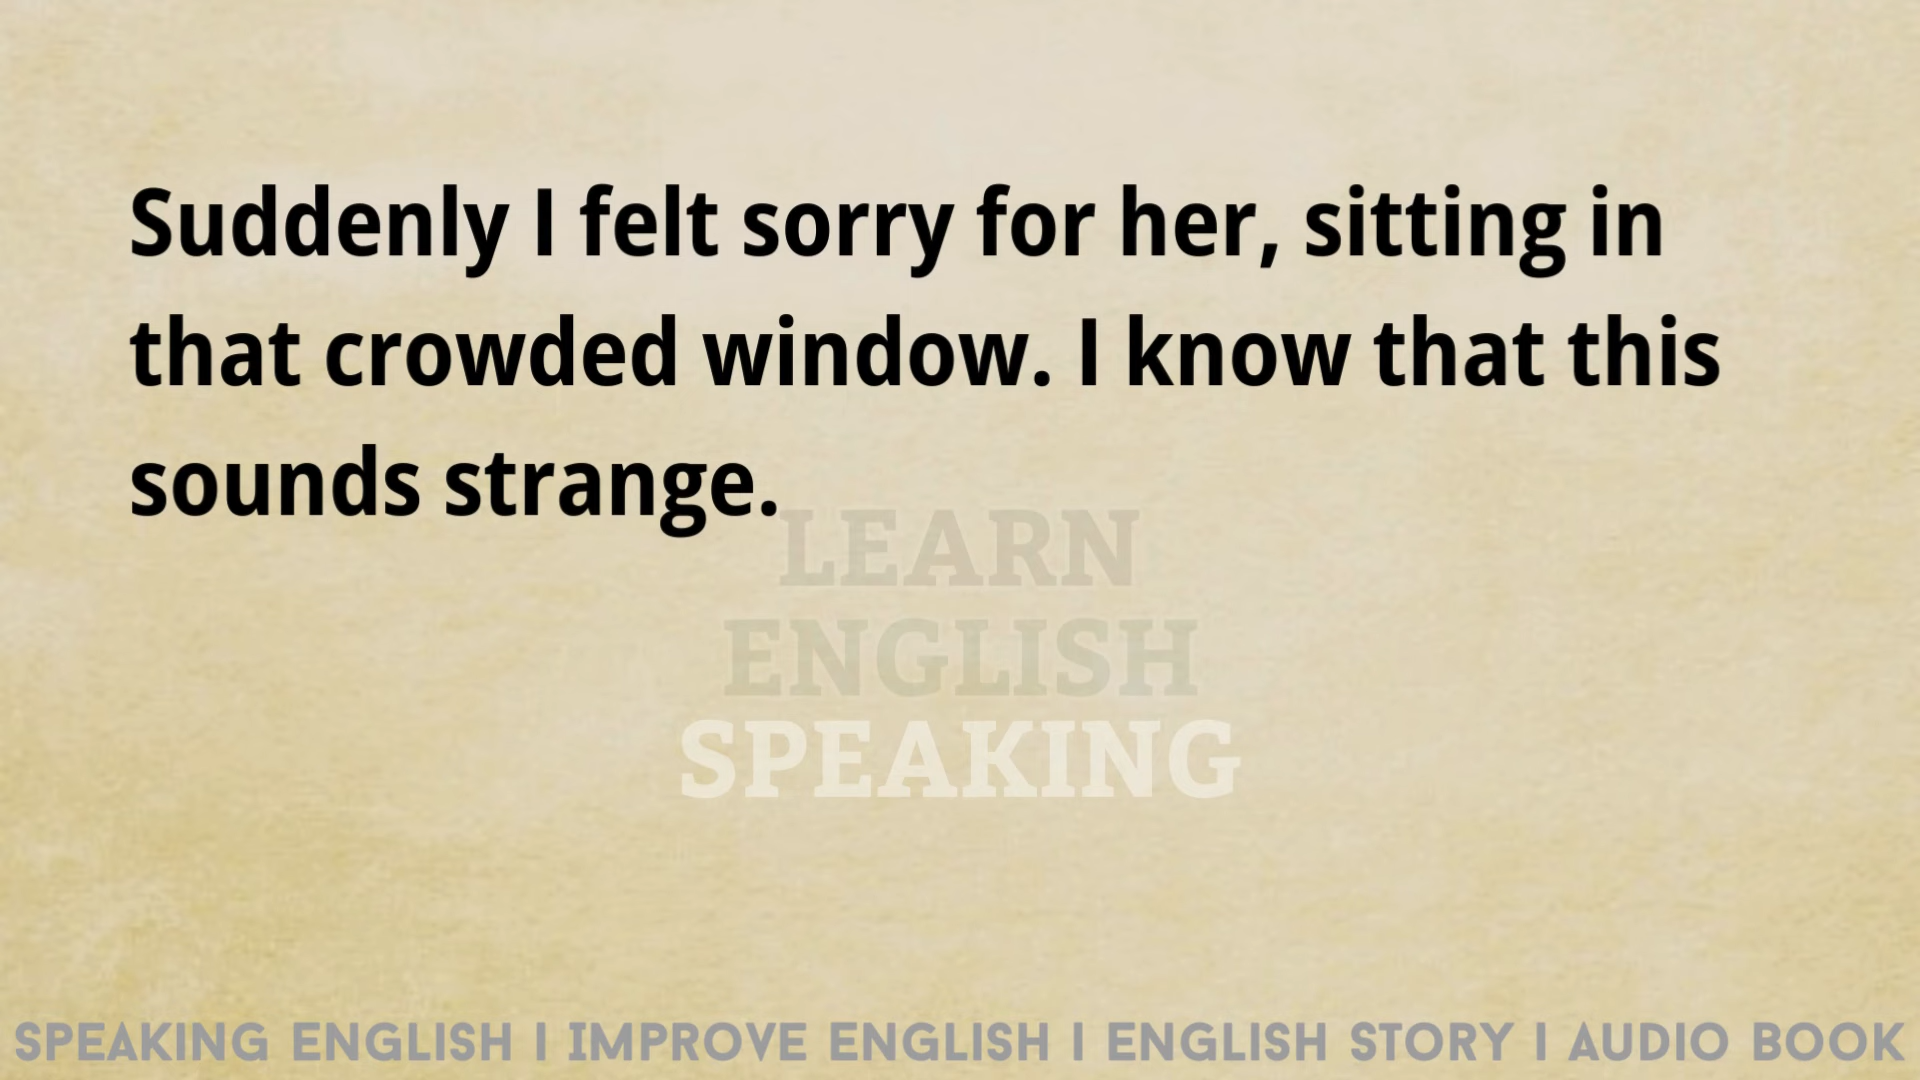 Suddenly I felt sorry for her, sitting in
that crowded window. I know that this
sounds strange.
LEARN
ENGLISH
SPEAKING
SPEAKING ENGLISH | IMPROVE ENGLISH | ENGLISH STORY | AUDIO BOOK